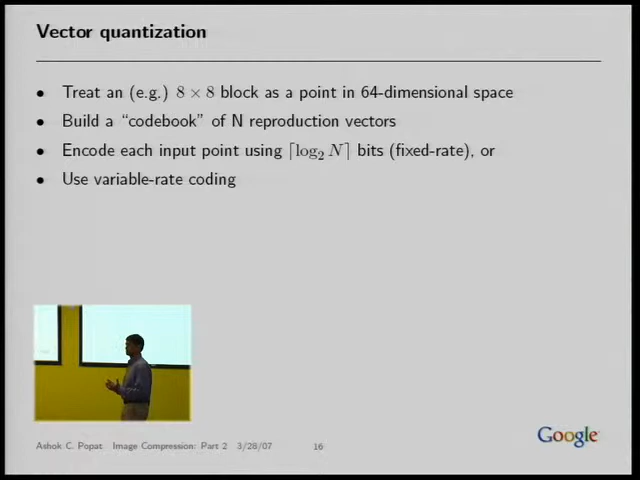 Vector quantization
• Treat an (e.g.) 8 × 8 block as a point in 64-dimensional space
• Build a “codebook” of N reproduction vectors
• Encode each input point using ⌈log₂ N⌉ bits (fixed-rate), or
• Use variable-rate coding
Ashok C. Popat Image Compression: Part 2 3/28/07 16
Google